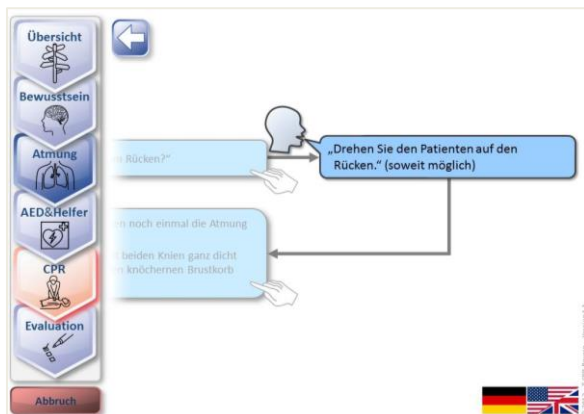 Übersicht
Bewusstsein
Atmung
AED&Helfer
CPR
Evaluation
Abbruch
Rücken?“
„Drehen Sie den Patienten auf den
Rücken.“ (soweit möglich)
noch einmal die Atmung
beiden Knien ganz dicht
knöchernen Brustkorb